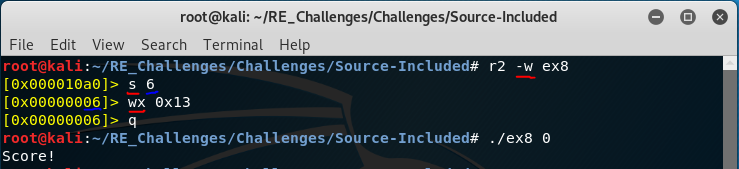 root@kali: ~/RE_Challenges/Challenges/Source-Included
File Edit View Search Terminal Help
root@kali:~/RE_Challenges/Challenges/Source-Included# r2 -w ex8
[0x000010a0]> s 6
[0x00000006]> wx 0x13
[0x00000006]> q
root@kali:~/RE_Challenges/Challenges/Source-Included# ./ex8 0
Score!